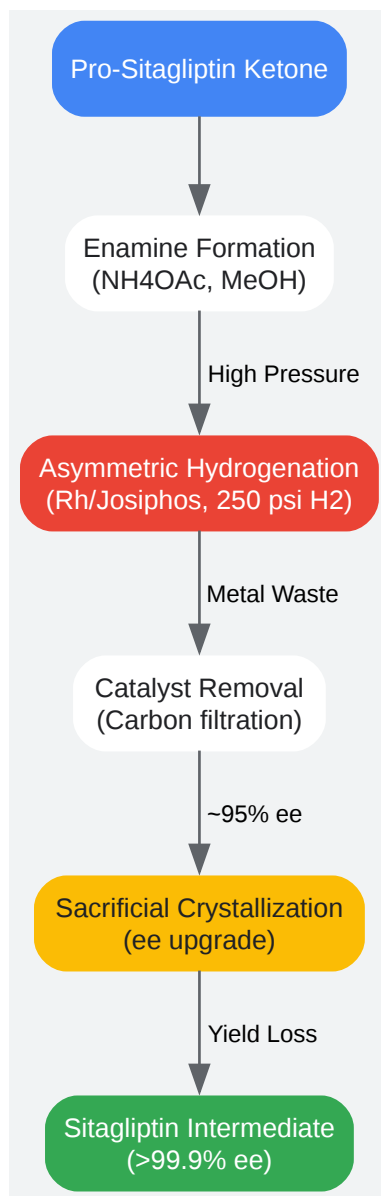 Pro-Sitagliptin Ketone
Enamine Formation
(NH4OAc, MeOH)
High Pressure
Asymmetric Hydrogenation
(Rh/Josiphos, 250 psi H2)
Metal Waste
Catalyst Removal
(Carbon filtration)
~95% ee
Sacrificial Crystallization
(ee upgrade)
Yield Loss
Sitagliptin Intermediate
(>99.9% ee)